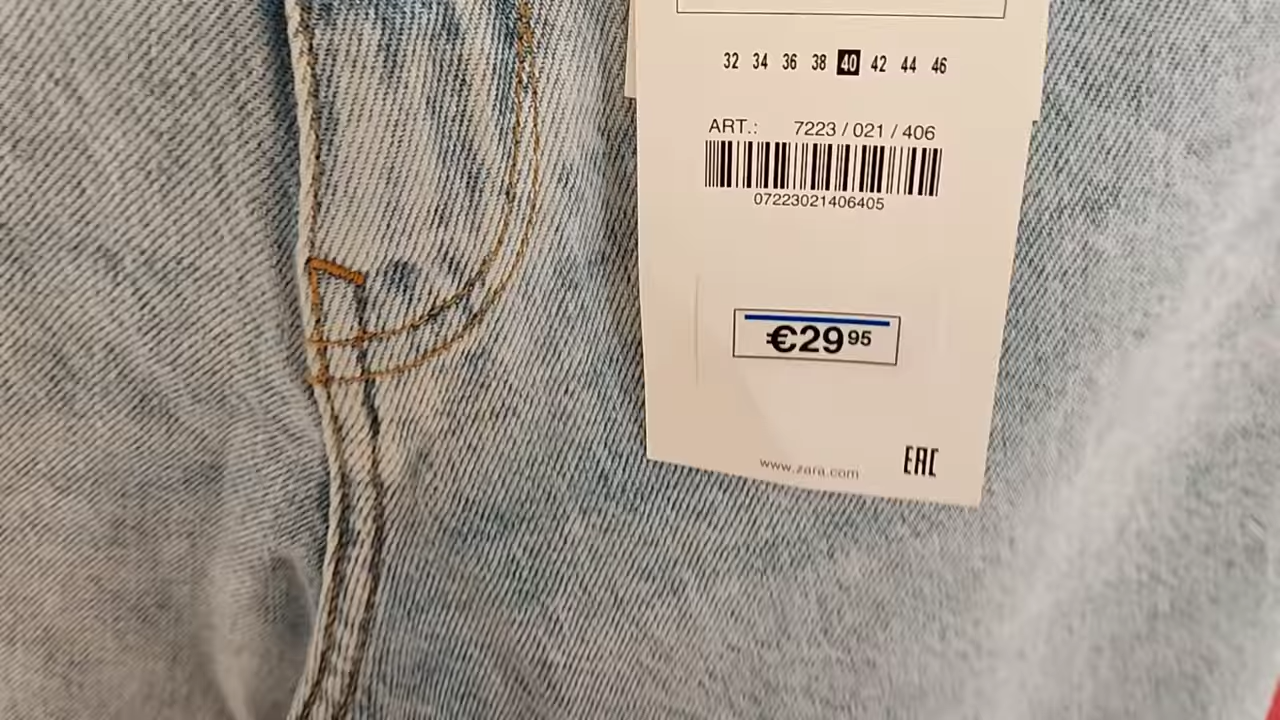 32 34 36 38 40 42 44 46
ART.: 7223 / 021 / 406
07223021406405
€29 95
www.zara.com
EAC